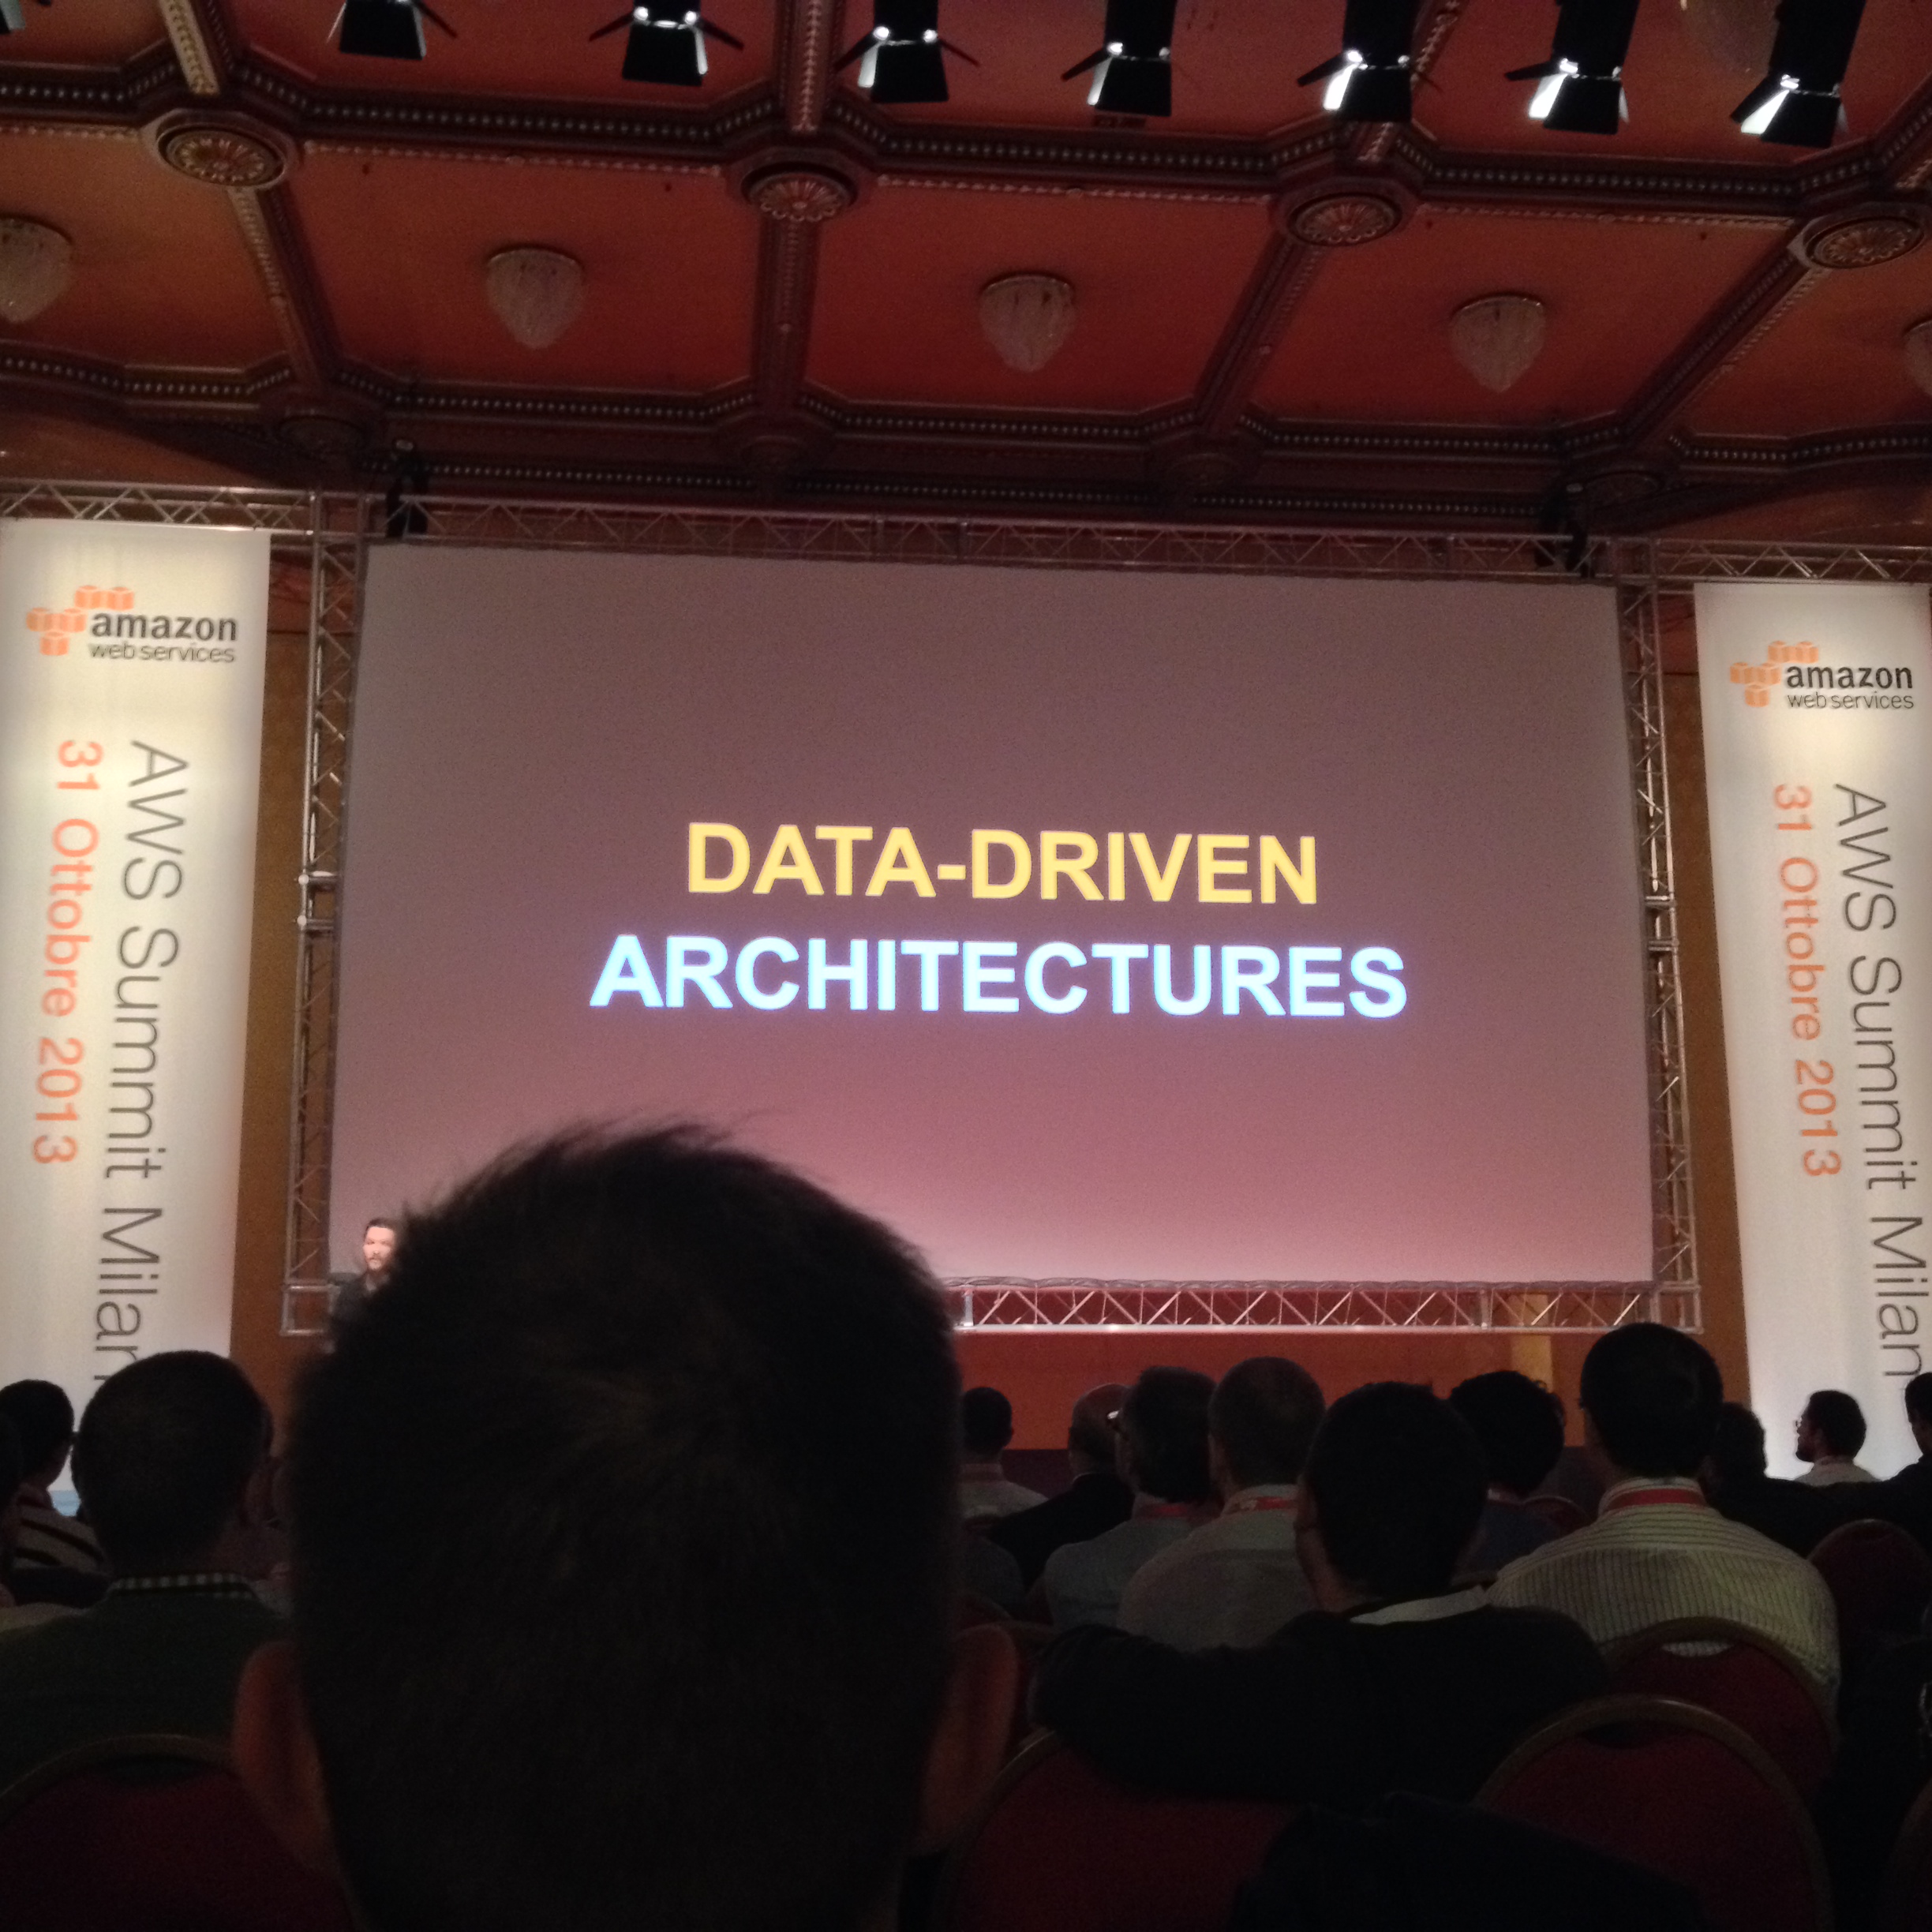 amazon
web services
AWS Summit Milan
31 Ottobre 2013
DATA-DRIVEN
ARCHITECTURES
amazon
web services
AWS Summit Milan
31 Ottobre 2013